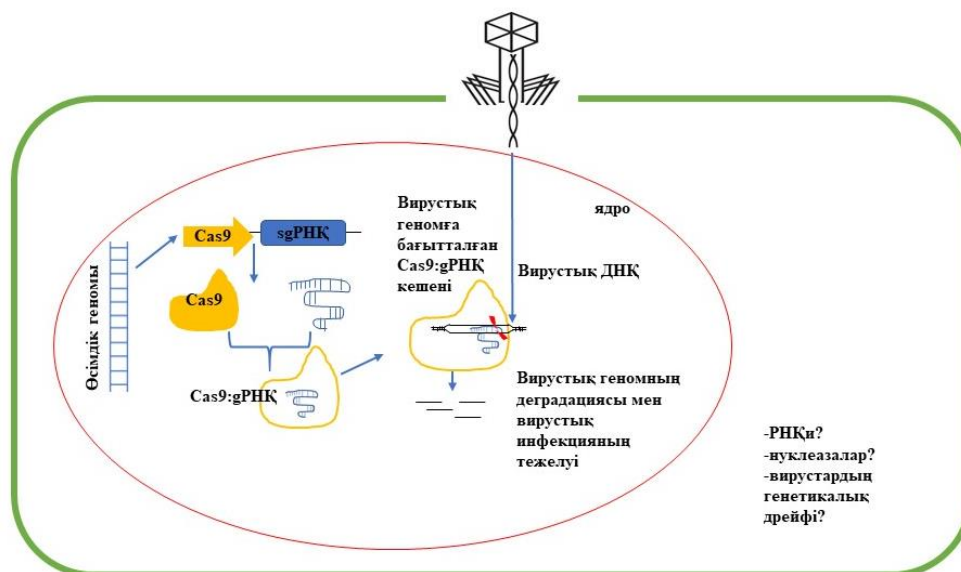 Өсімдік геномы
Cas9
sgРНҚ
Cas9
Cas9:gРНҚ
Вирустық
геномға
бағытталған
Cas9:gРНҚ
кешені
ядро
Вирустық ДНҚ
Вирустық геномның
деградациясы мен
вирустық
инфекцияның
тежелуі
-РНҚи?
-нуклеазалар?
-вирустардың
генетикалық
дрейфі?